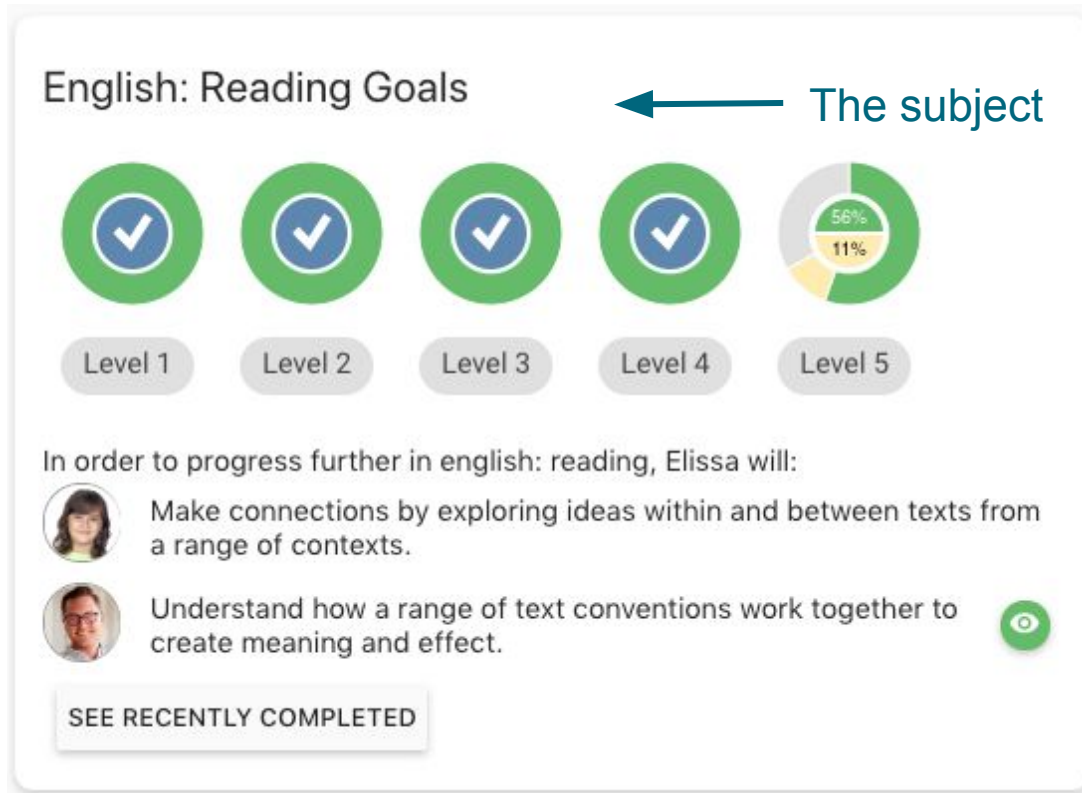 English: Reading Goals
The subject
56%
11%
Level 1
Level 2
Level 3
Level 4
Level 5
In order to progress further in english: reading, Elissa will:
Make connections by exploring ideas within and between texts from
a range of contexts.
Understand how a range of text conventions work together to
create meaning and effect.
SEE RECENTLY COMPLETED